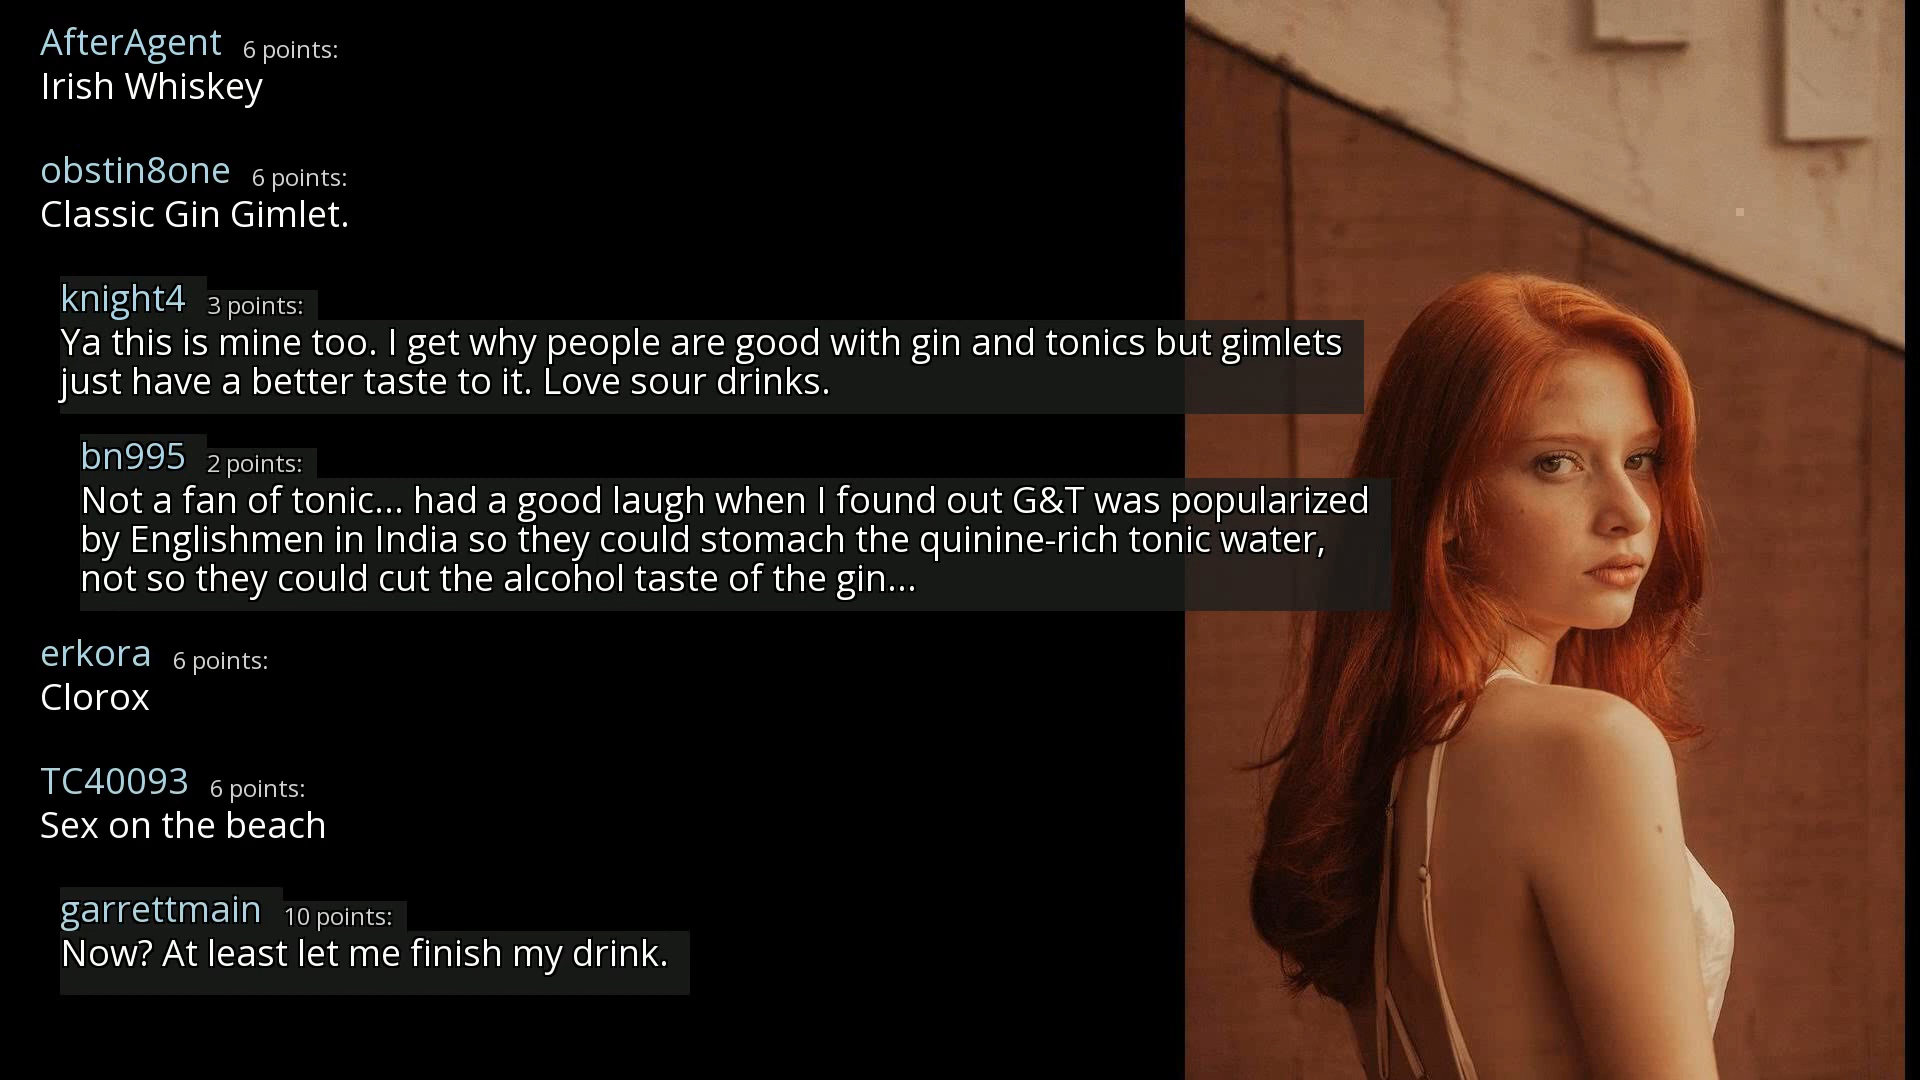 AfterAgent 6 points:
Irish Whiskey
obstin8one 6 points:
Classic Gin Gimlet.
knight4 3 points:
Ya this is mine too. I get why people are good with gin and tonics but gimlets
just have a better taste to it. Love sour drinks.
bn995 2 points:
Not a fan of tonic... had a good laugh when I found out G&T was popularized
by Englishmen in India so they could stomach the quinine-rich tonic water,
not so they could cut the alcohol taste of the gin...
erkora 6 points:
Clorox
TC40093 6 points:
Sex on the beach
garrettmain 10 points:
Now? At least let me finish my drink.